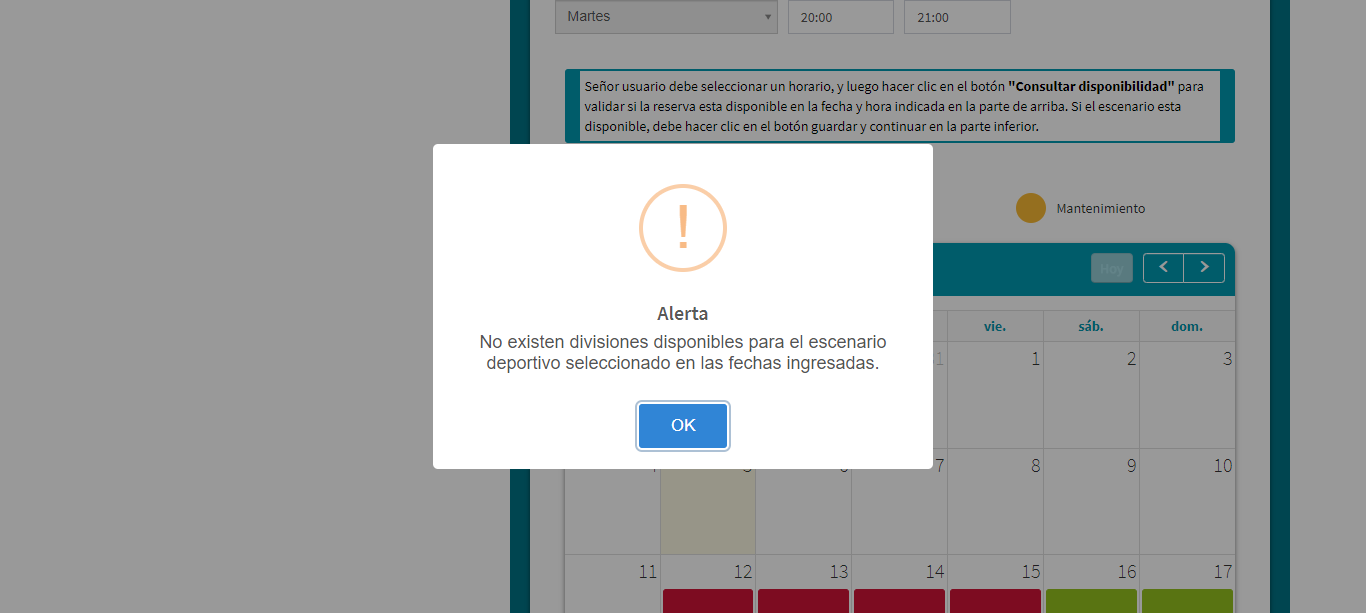 Martes
20:00
21:00
Señor usuario debe seleccionar un horario, y luego hacer clic en el botón "Consultar disponibilidad" para
validar si la reserva esta disponible en la fecha y hora indicada en la parte de arriba. Si el escenario esta
disponible, debe hacer clic en el botón guardar y continuar en la parte inferior.
Mantenimiento
Hoy
!
Alerta
No existen divisiones disponibles para el escenario
deportivo seleccionado en las fechas ingresadas.
OK
vie.
sáb.
dom.
1
2
3
7
8
9
10
11
12
13
14
15
16
17